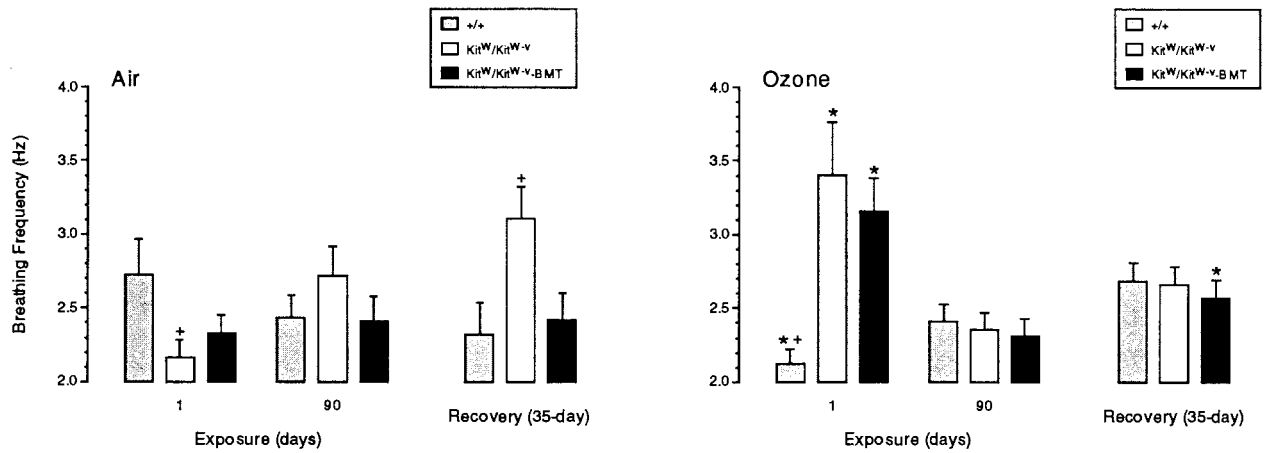 +/+
Kitᵂ/Kitᵂ⁻ᵛ
Kitᵂ/Kitᵂ⁻ᵛ-BMT
Air
Breathing Frequency (Hz)
4.0
3.5
3.0
2.5
2.0
+
+
1
90
Recovery (35-day)
Exposure (days)
+/+
Kitᵂ/Kitᵂ⁻ᵛ
Kitᵂ/Kitᵂ⁻ᵛ-BMT
Ozone
4.0
3.5
3.0
2.5
2.0
*+
*
*
*
1
90
Recovery (35-day)
Exposure (days)